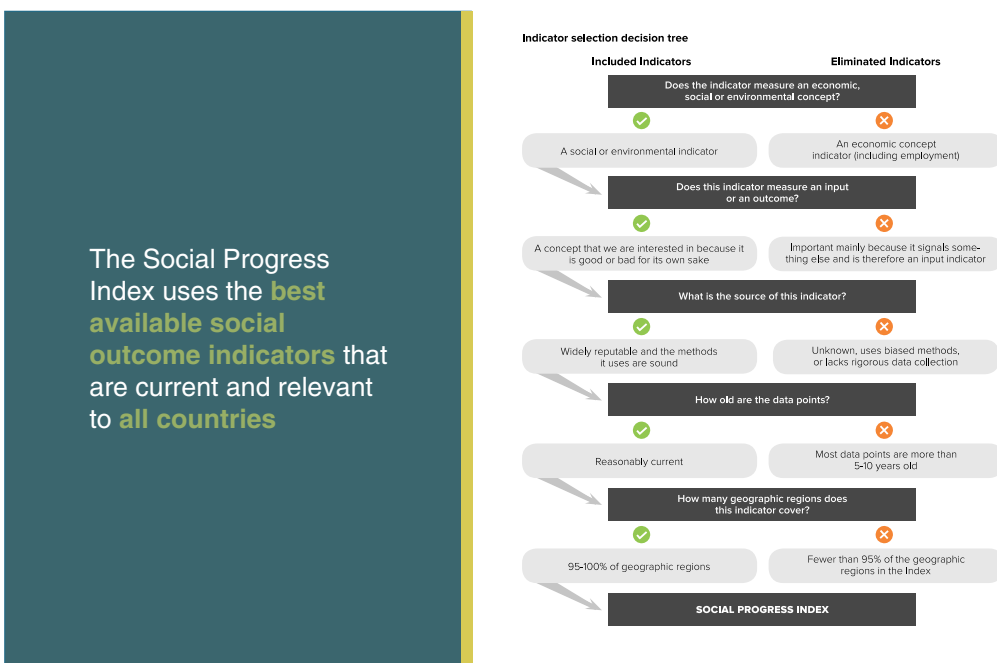 The Social Progress
Index uses the best
available social
outcome indicators that
are current and relevant
to all countries
Indicator selection decision tree
Included Indicators
Eliminated Indicators
Does the indicator measure an economic,
social or environmental concept?
A social or environmental indicator
An economic concept
indicator (including employment)
Does this indicator measure an input
or an outcome?
A concept that we are interested in because it
is good or bad for its own sake
Important mainly because it signals some-
thing else and is therefore an input indicator
What is the source of this indicator?
Widely reputable and the methods
it uses are sound
Unknown, uses biased methods,
or lacks rigorous data collection
How old are the data points?
Reasonably current
Most data points are more than
5-10 years old
How many geographic regions does
this indicator cover?
95-100% of geographic regions
Fewer than 95% of the geographic
regions in the Index
SOCIAL PROGRESS INDEX